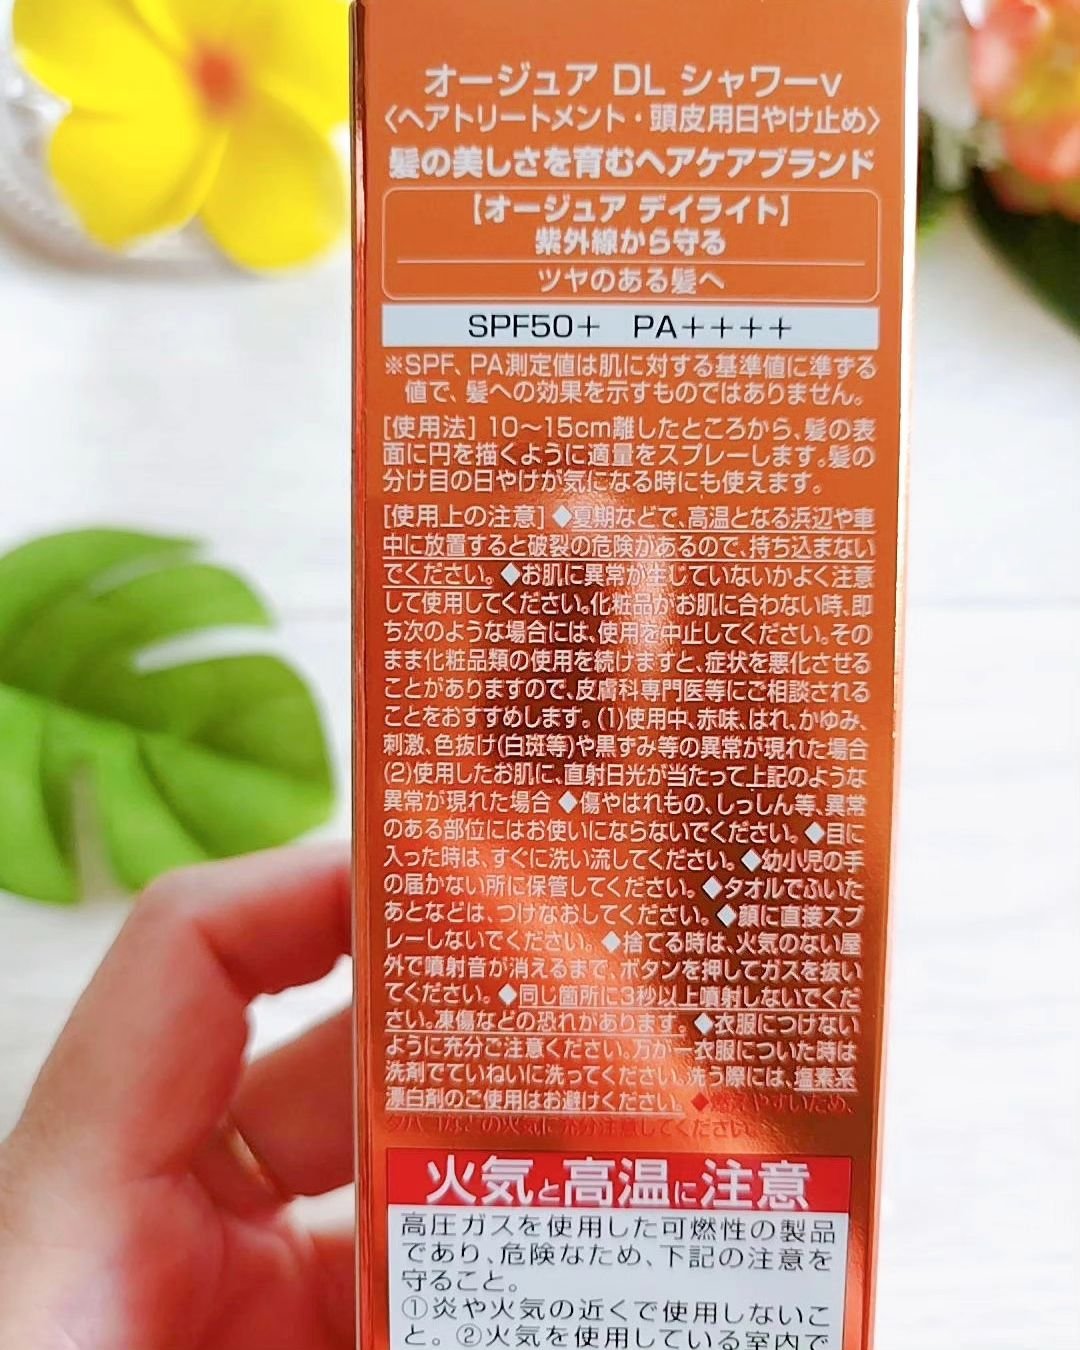 オージュア DL シャワーv
〈ヘアトリートメント・頭皮用日やけ止め〉
髪の美しさを育むヘアケアブランド
【オージュア デイライト】
紫外線から守る
ツヤのある髪へ
SPF50+ PA++++
※SPF、PA測定値は肌に対する基準値に準ずる
値で、髪への効果を示すものではありません。
[使用法] 10～15cm離したところから、髪の表
面に円を描くように適量をスプレーします。髪の
分け目の日やけが気になる時にも使えます。
[使用上の注意] ◆夏期などで、高温となる浜辺や車
中に放置すると破裂の危険があるので、持ち込まない
でください。◆お肌に異常が生じていないかよく注意
して使用してください。化粧品がお肌に合わない時、即
ち次のような場合には、使用を中止してください。その
まま化粧品類の使用を続けますと、症状を悪化させる
ことがありますので、皮膚科専門医等にご相談される
ことをおすすめします。(1)使用中、赤味、はれ、かゆみ、
刺激、色抜け(白斑等)や黒ずみ等の異常が現れた場合
(2)使用したお肌に、直射日光が当たって上記のような
異常が現れた場合 ◆傷やはれもの、しっしん等、異常
のある部位にはお使いにならないでください。◆目に
入った時は、すぐに洗い流してください。◆幼小児の手
の届かない所に保管してください。◆タオルでふいた
あとなどは、つけなおしてください。◆顔に直接スプ
レーしないでください。◆捨てる時は、火気のない屋
外で噴射音が消えるまで、ボタンを押してガスを抜い
てください。◆同じ箇所に3秒以上噴射しないでくだ
さい。凍傷などの恐れがあります。◆衣服につけない
ように充分ご注意ください。万が一衣服についた時は
洗剤でていねいに洗ってください。洗う際には、塩素系
漂白剤のご使用はお避けください。◆燃えやすいため、
タバコなどの火気に充分注意してください。
火気と高温に注意
高圧ガスを使用した可燃性の製品
であり、危険なため、下記の注意を
守ること。
①炎や火気の近くで使用しないこ
と。②火気を使用している室内で